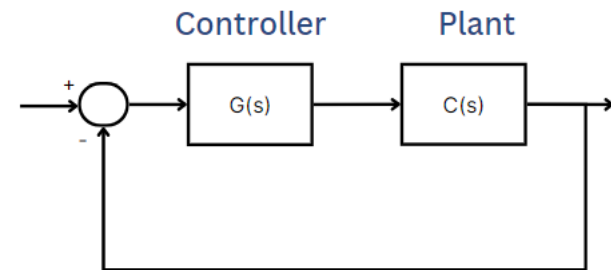 Controller Plant
+
G(s) C(s)
-